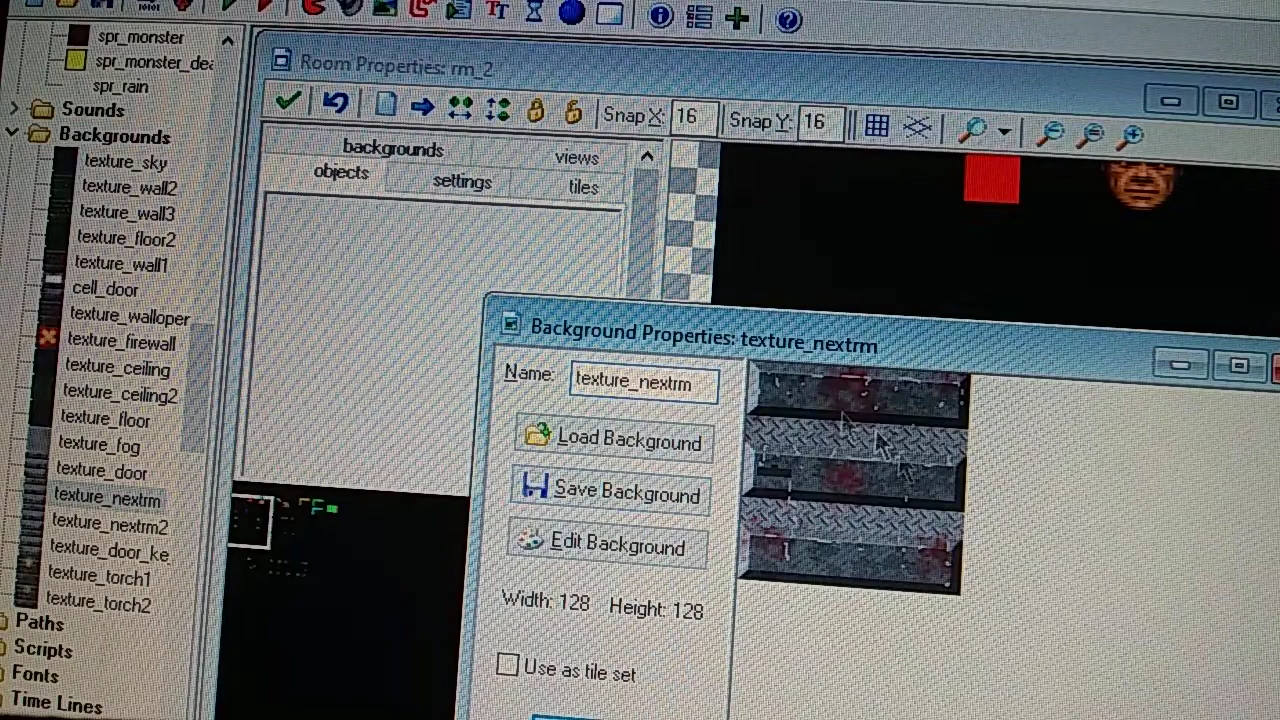 spr_monster
spr_monster_dea
spr_rain
Sounds
Backgrounds
texture_sky
texture_wall2
texture_wall3
texture_floor2
texture_wall1
cell_door
texture_walloper
texture_firewall
texture_ceiling
texture_ceiling2
texture_floor
texture_fog
texture_door
texture_nextrm
texture_nextrm2
texture_door_ke
texture_torch1
texture_torch2
Paths
Scripts
Fonts
Time Lines
Room Properties: rm_2
Snap X: 16 Snap Y: 16
backgrounds views
objects settings tiles
Background Properties: texture_nextrm
Name: texture_nextrm
Load Background
Save Background
Edit Background
Width: 128 Height: 128
Use as tile set